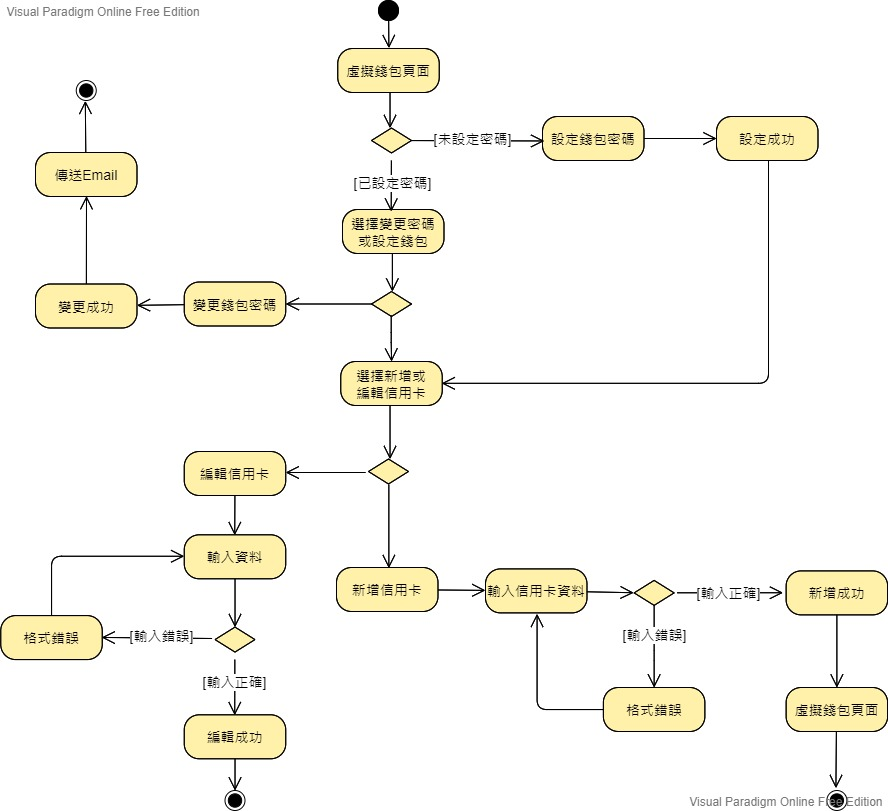 Visual Paradigm Online Free Edition
虛擬錢包頁面
[未設定密碼]
設定錢包密碼
設定成功
[已設定密碼]
傳送Email
選擇變更密碼
或設定錢包
變更成功
變更錢包密碼
選擇新增或
編輯信用卡
編輯信用卡
輸入資料
新增信用卡
輸入信用卡資料
[輸入正確]
新增成功
格式錯誤
[輸入錯誤]
[輸入錯誤]
[輸入正確]
格式錯誤
虛擬錢包頁面
編輯成功
Visual Paradigm Online Free Edition